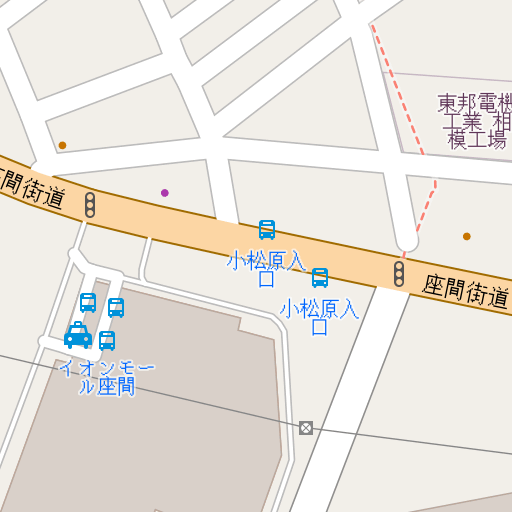 東邦電機
工業 相
模工場
間街道
小松原入
口
座間街道
小松原入
口
イオンモー
ル座間